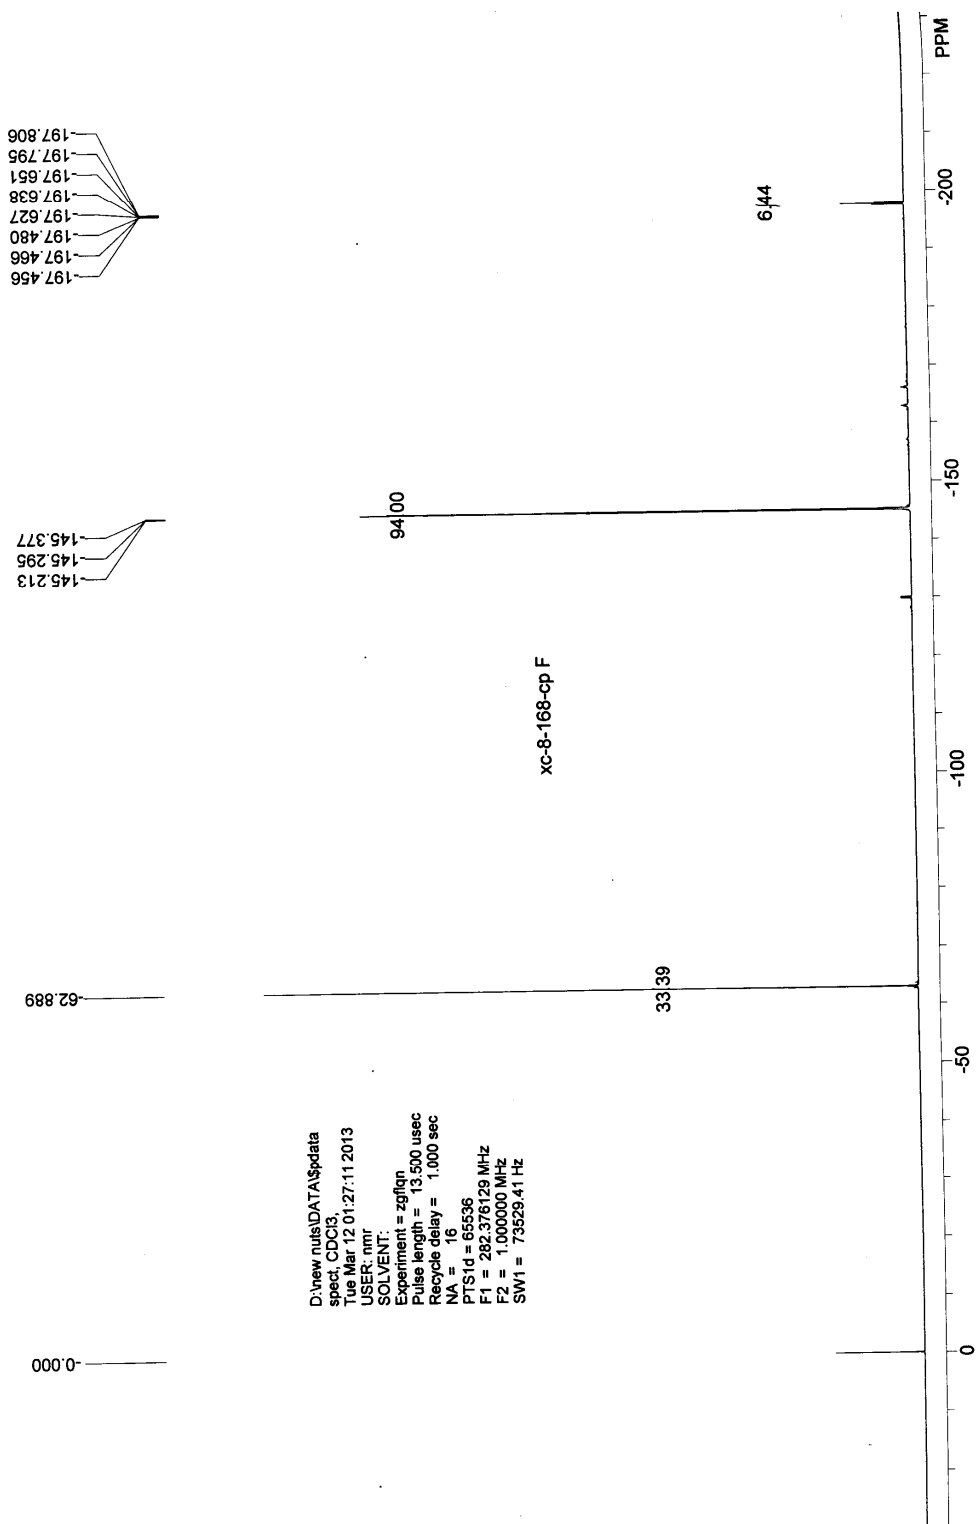 -197.806
-197.795
-197.651
-197.638
-197.627
-197.480
-197.466
-197.456
-145.377
-145.295
-145.213
-62.889
-0.000
6.44
94.00
33.39
xc-8-168-cp F
D:\new nuts\DATA\$pdata
spect, CDCl3,
Tue Mar 12 01:27:11 2013
USER: nmr
SOLVENT:
Experiment = zgflqn
Pulse length = 13.500 usec
Recycle delay = 1.000 sec
NA = 16
PTS1d = 65536
F1 = 282.376129 MHz
F2 = 1.000000 MHz
SW1 = 73529.41 Hz
0
-50
-100
-150
-200
PPM